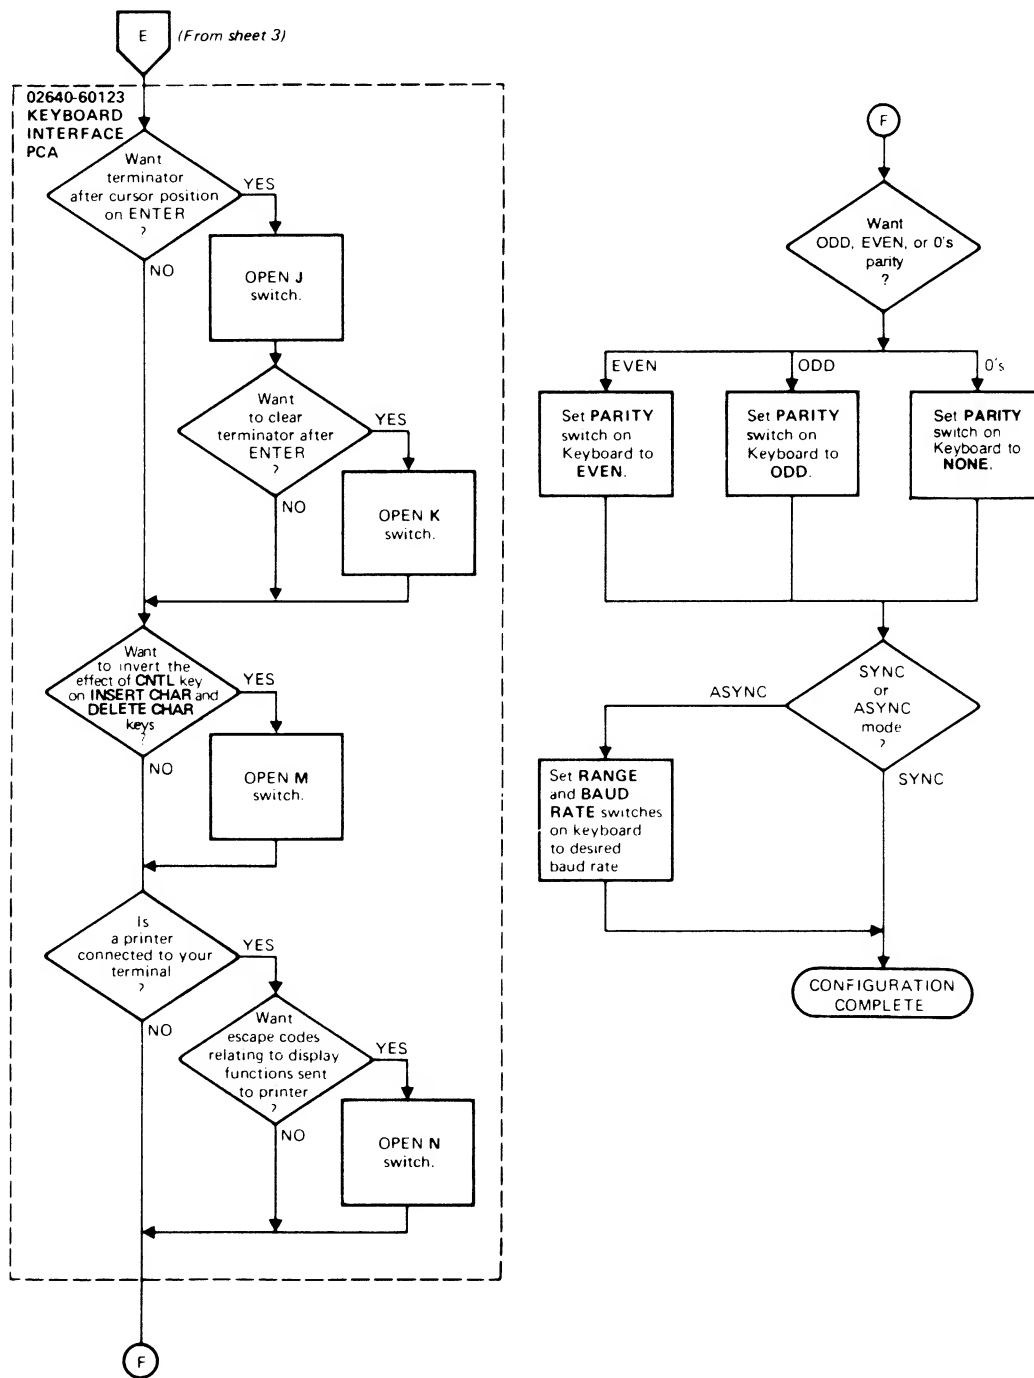 E
(From sheet 3)
02640-60123
KEYBOARD
INTERFACE
PCA
Want
terminator
after cursor position
on ENTER
?
YES
NO
OPEN J
switch.
Want
to clear
terminator after
ENTER
?
YES
NO
OPEN K
switch.
Want
to invert the
effect of CNTL key
on INSERT CHAR and
DELETE CHAR
keys
?
YES
NO
OPEN M
switch.
Is
a printer
connected to your
terminal
?
YES
NO
Want
escape codes
relating to display
functions sent
to printer
?
YES
NO
OPEN N
switch.
F
F
Want
ODD, EVEN, or 0's
parity
?
EVEN
ODD
0's
Set PARITY
switch on
Keyboard to
EVEN.
Set PARITY
switch on
Keyboard to
ODD.
Set PARITY
switch on
Keyboard to
NONE.
SYNC
or
ASYNC
mode
?
ASYNC
SYNC
Set RANGE
and BAUD
RATE switches
on keyboard
to desired
baud rate
CONFIGURATION
COMPLETE